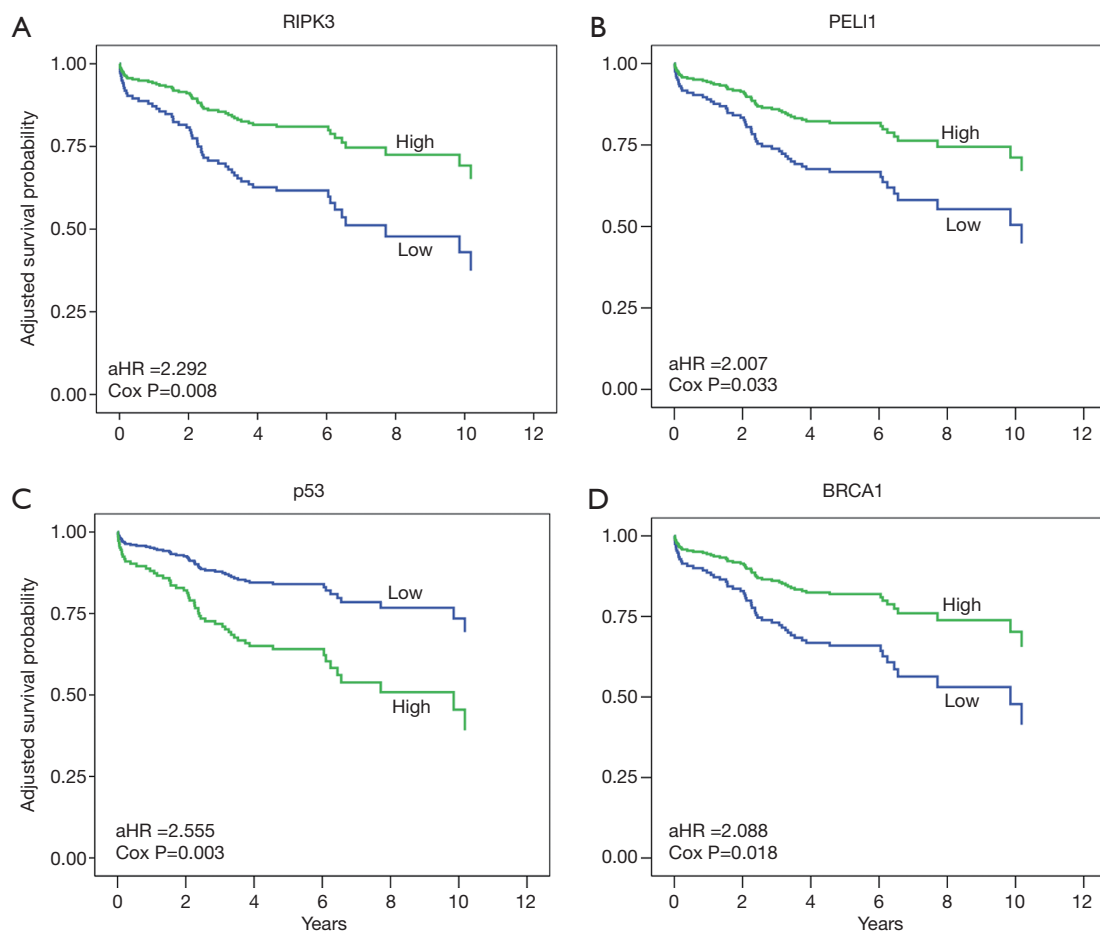 A
RIPK3
Adjusted survival probability
1.00
0.75
0.50
0.25
0.00
High
Low
aHR =2.292
Cox P=0.008
0 2 4 6 8 10 12
B
PELI1
1.00
0.75
0.50
0.25
0.00
High
Low
aHR =2.007
Cox P=0.033
0 2 4 6 8 10 12
C
p53
Adjusted survival probability
1.00
0.75
0.50
0.25
0.00
Low
High
aHR =2.555
Cox P=0.003
0 2 4 6 8 10 12
Years
D
BRCA1
1.00
0.75
0.50
0.25
0.00
High
Low
aHR =2.088
Cox P=0.018
0 2 4 6 8 10 12
Years